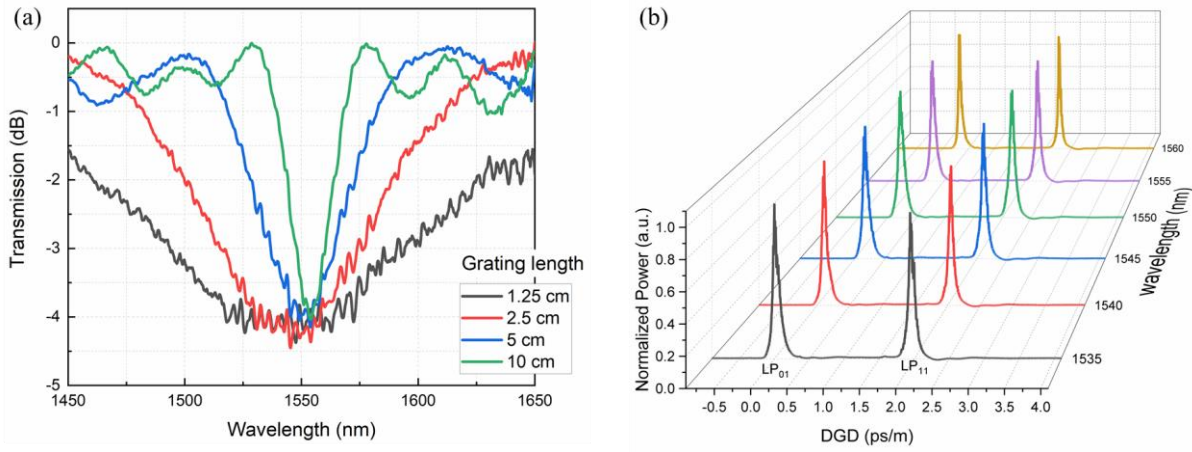 (a)
0
-1
-2
-3
-4
-5
Transmission (dB)
1450
1500
1550
1600
1650
Wavelength (nm)
Grating length
1.25 cm
2.5 cm
5 cm
10 cm
(b)
Normalized Power (a.u.)
1.0
0.8
0.6
0.4
0.2
0.0
LP01
LP11
-0.5
0.0
0.5
1.0
1.5
2.0
2.5
3.0
3.5
4.0
DGD (ps/m)
1535
1540
1545
1550
1555
1560
Wavelength (nm)